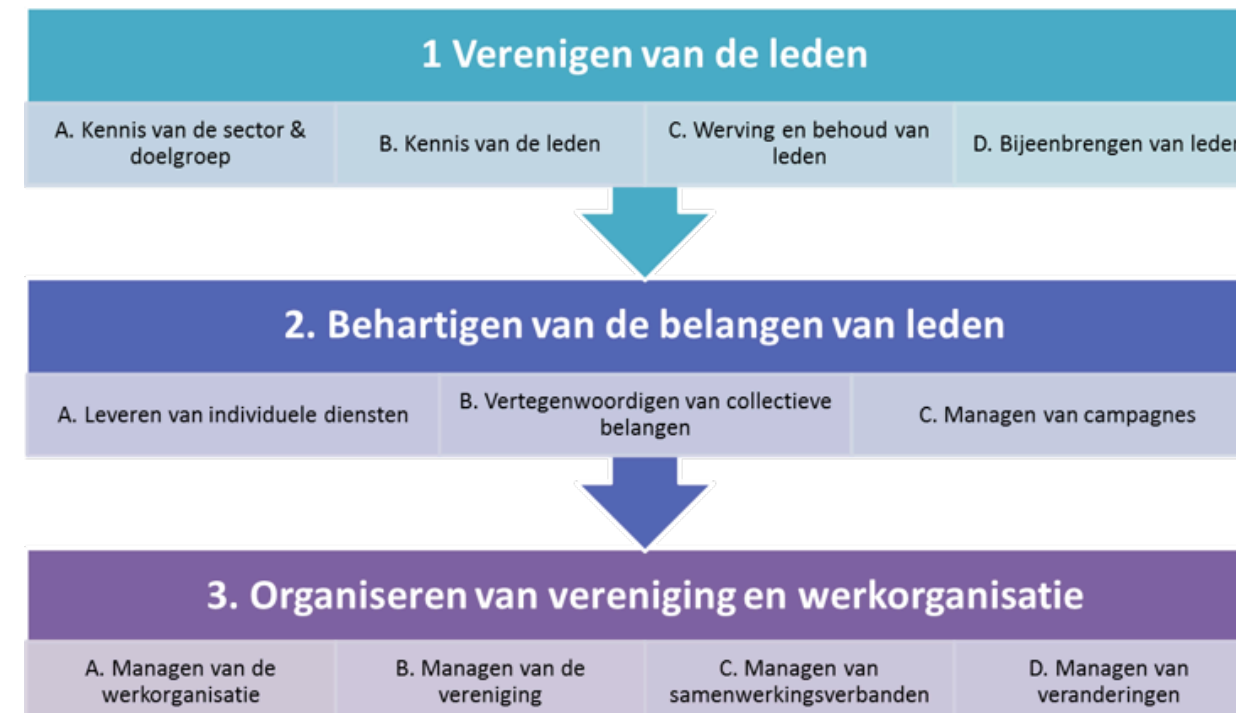 1 Verenigen van de leden
A. Kennis van de sector &
doelgroep
B. Kennis van de leden
C. Werving en behoud van
leden
D. Bijeenbrengen van leden
2. Behartigen van de belangen van leden
A. Leveren van individuele diensten
B. Vertegenwoordigen van collectieve
belangen
C. Managen van campagnes
3. Organiseren van vereniging en werkorganisatie
A. Managen van de
werkorganisatie
B. Managen van de
vereniging
C. Managen van
samenwerkingsverbanden
D. Managen van
veranderingen